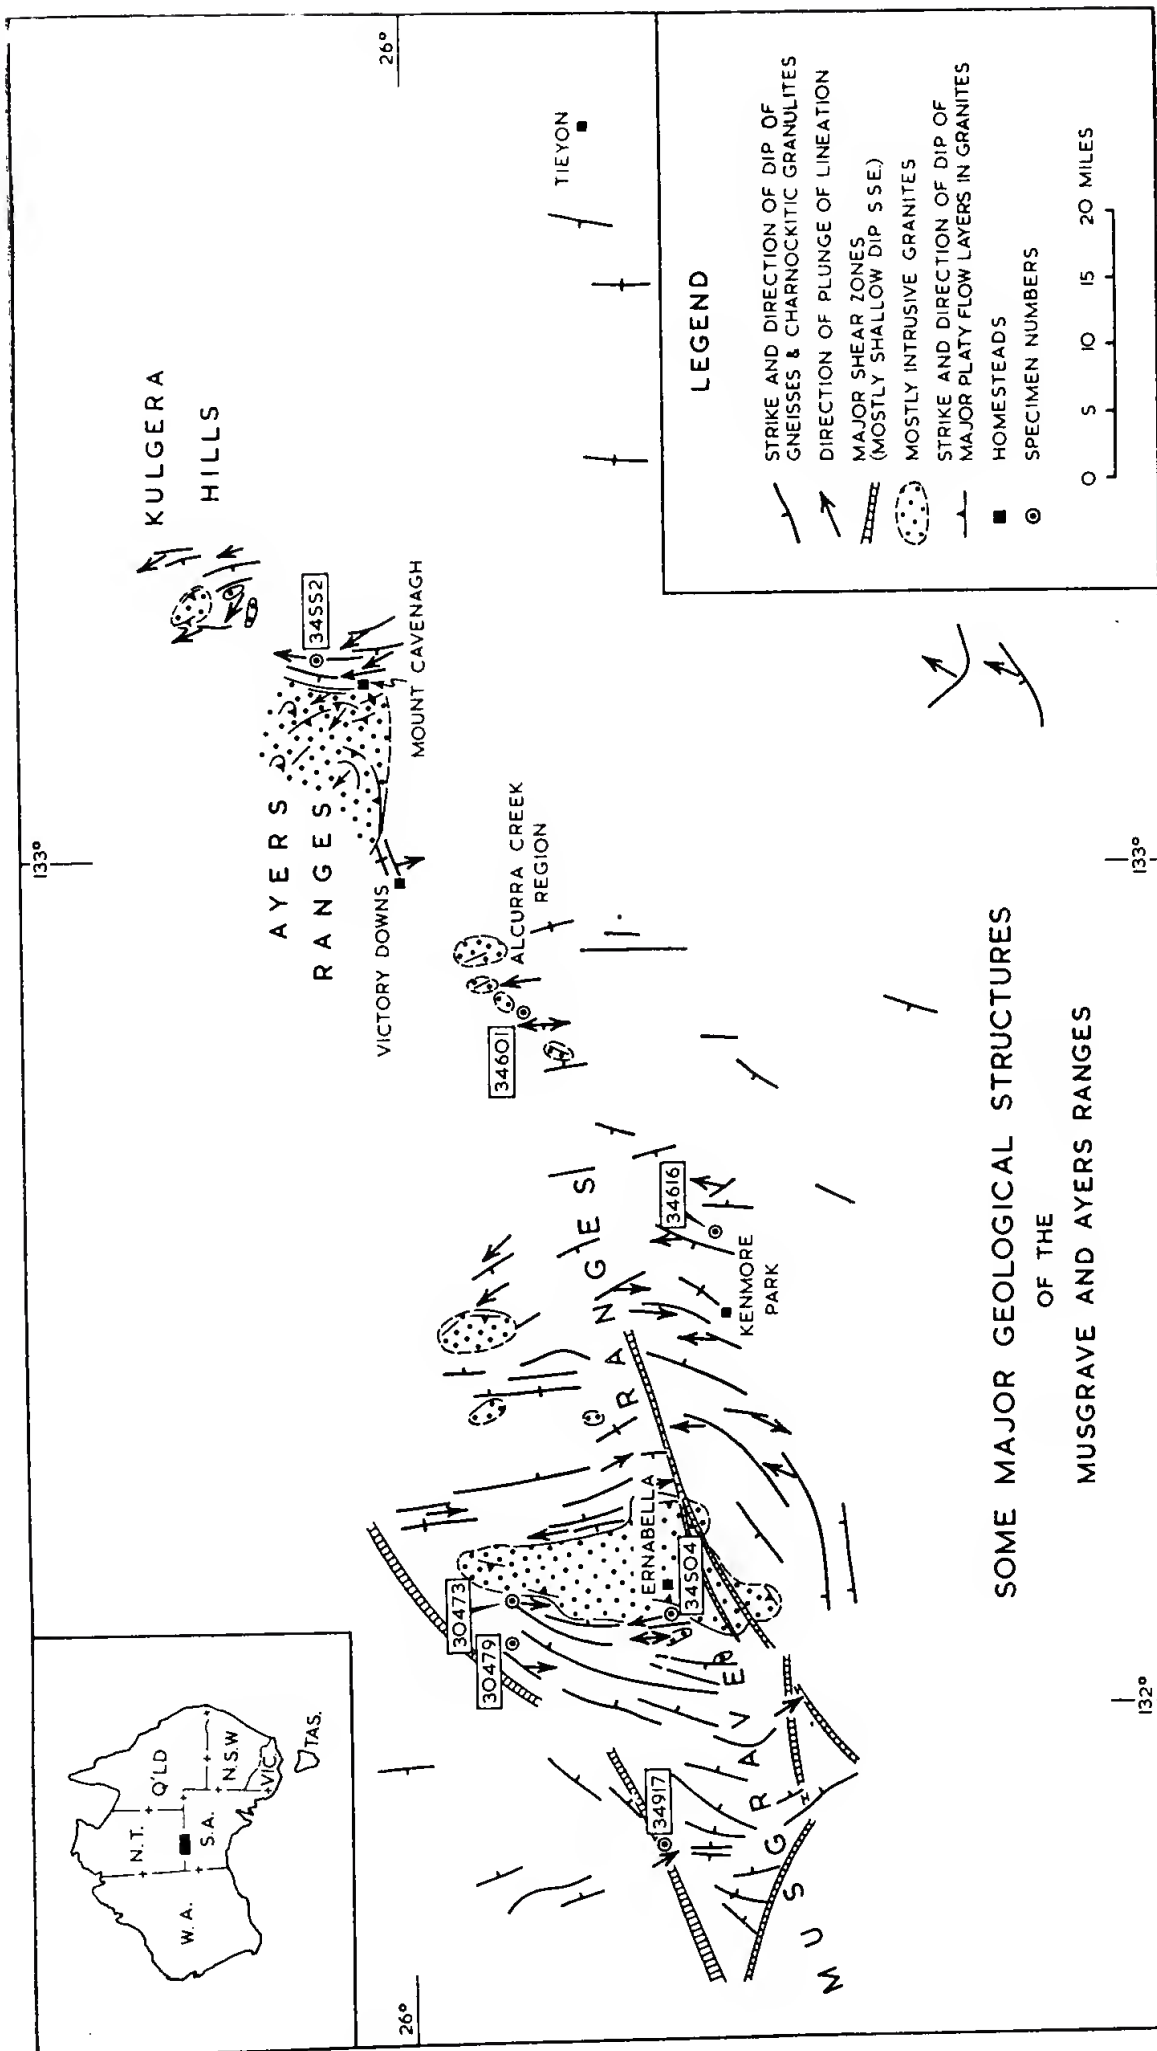 W. A.
N. T.
Q'LD
S.A.
N.S.W
VIC.
TAS.
26°
133°
26°
132°
133°
KULGERA
HILLS
34552
MOUNT CAVENAGH
AYERS
RANGES
VICTORY DOWNS
TIEYON
ALCURRA CREEK
REGION
34601
MUSGRAVE RANGES
34616
KENMORE
PARK
ERNABELLA
34504
30473
30479
34917
LEGEND
STRIKE AND DIRECTION OF DIP OF
GNEISSES & CHARNOCKITIC GRANULITES
DIRECTION OF PLUNGE OF LINEATION
MAJOR SHEAR ZONES
(MOSTLY SHALLOW DIP S S E.)
MOSTLY INTRUSIVE GRANITES
STRIKE AND DIRECTION OF DIP OF
MAJOR PLATY FLOW LAYERS IN GRANITES
HOMESTEADS
SPECIMEN NUMBERS
0 5 10 15 20 MILES
SOME MAJOR GEOLOGICAL STRUCTURES
OF THE
MUSGRAVE AND AYERS RANGES